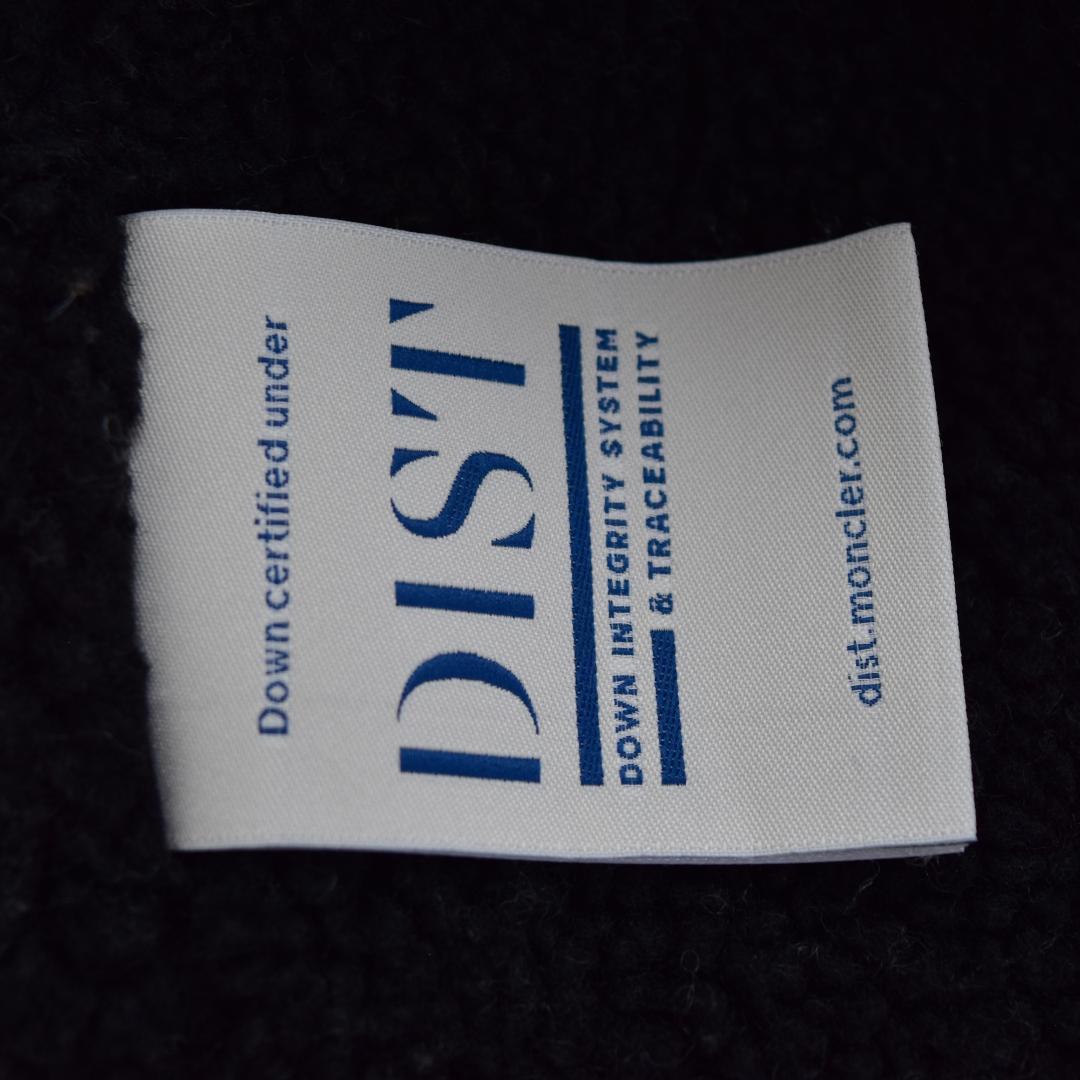 Down certified under
DIST
DOWN INTEGRITY SYSTEM
& TRACEABILITY
dist.moncler.com